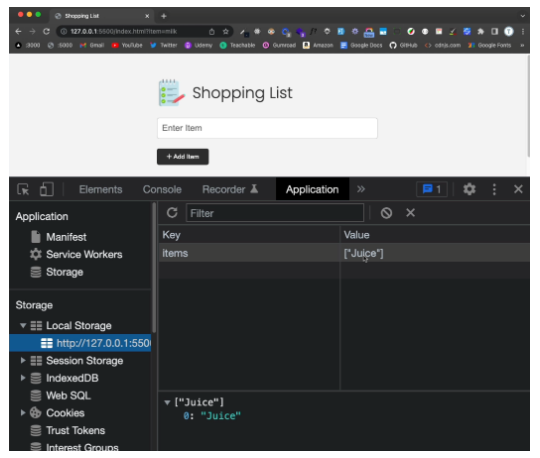 Shopping List
127.0.0.1:5500/index.html?item=milk
:3000 :5000 Gmail YouTube Twitter Udemy Teachable Gumroad Amazon Google Docs GitHub cdnjs.com Google Fonts
Shopping List
Enter Item
+ Add Item
Elements Console Recorder Application » 1
Application
Manifest
Service Workers
Storage
Storage
Local Storage
http://127.0.0.1:550
Session Storage
IndexedDB
Web SQL
Cookies
Trust Tokens
Interest Groups
Filter
Key Value
items ["Juice"]
["Juice"]
0: "Juice"